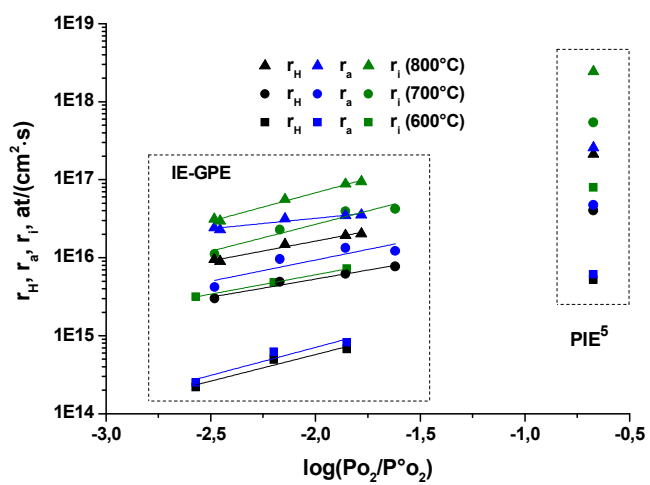 1E19
1E18
1E17
1E16
1E15
1E14
r_H, r_a, r_i, at/(cm²·s)
r_H r_a r_i (800°C)
r_H r_a r_i (700°C)
r_H r_a r_i (600°C)
IE-GPE
PIE⁵
-3,0 -2,5 -2,0 -1,5 -1,0 -0,5
log(Po₂/P°o₂)